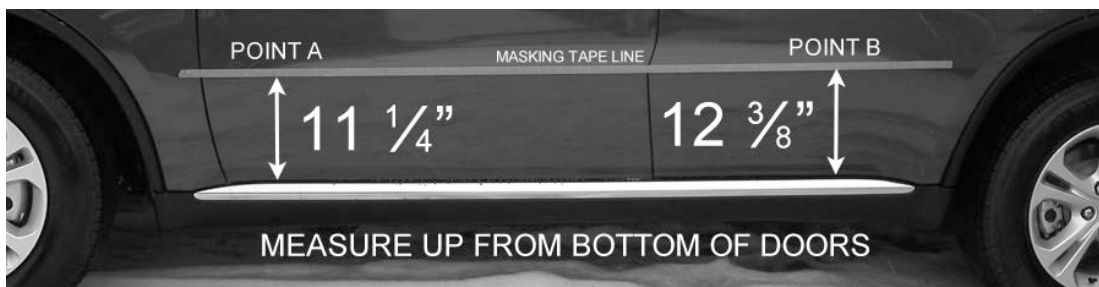 POINT A
MASKING TAPE LINE
POINT B
11 ¼”
12 ⅜”
MEASURE UP FROM BOTTOM OF DOORS